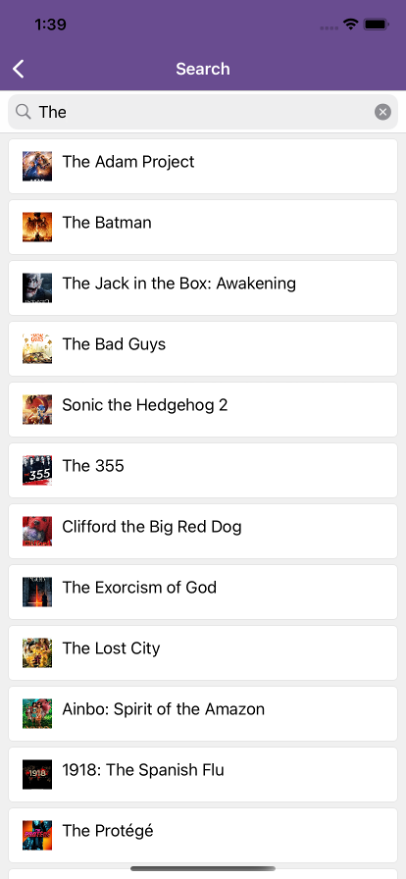 1:39
Search
The
The Adam Project
The Batman
The Jack in the Box: Awakening
The Bad Guys
Sonic the Hedgehog 2
The 355
355
Clifford the Big Red Dog
The Exorcism of God
The Lost City
Ainbo: Spirit of the Amazon
1918: The Spanish Flu
1918
The Protégé